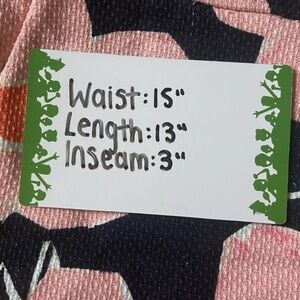 Waist: 15"
Length: 13"
Inseam: 3"